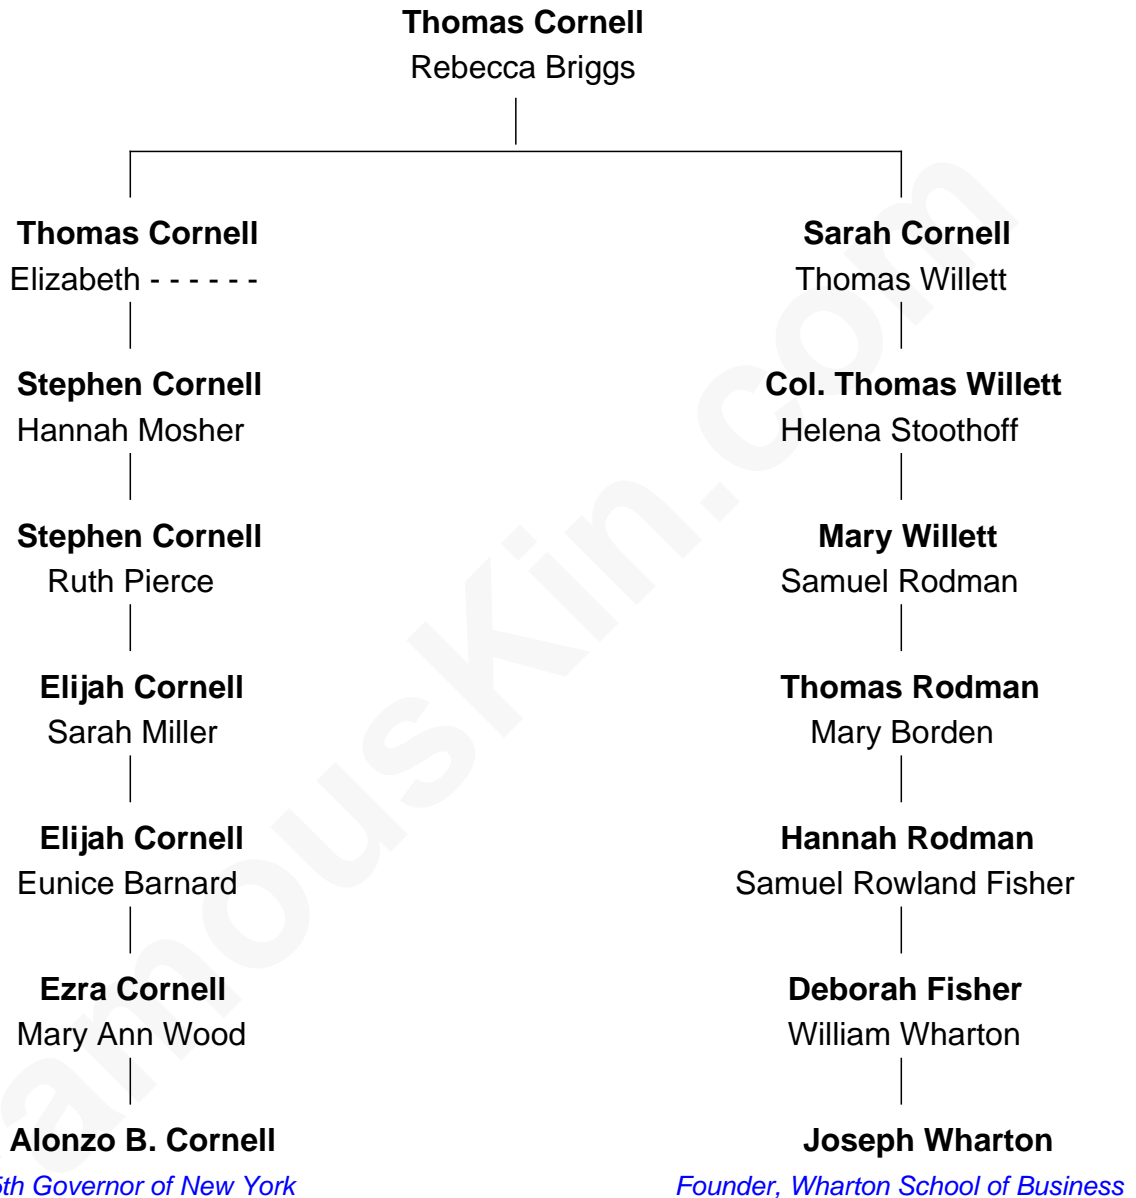 Thomas Cornell
Rebecca Briggs
Thomas Cornell
Elizabeth - - - - - -
Sarah Cornell
Thomas Willett
Stephen Cornell
Hannah Mosher
Col. Thomas Willett
Helena Stoothoff
Stephen Cornell
Ruth Pierce
Mary Willett
Samuel Rodman
Elijah Cornell
Sarah Miller
Thomas Rodman
Mary Borden
Elijah Cornell
Eunice Barnard
Hannah Rodman
Samuel Rowland Fisher
Ezra Cornell
Mary Ann Wood
Deborah Fisher
William Wharton
Alonzo B. Cornell
5th Governor of New York
Joseph Wharton
Founder, Wharton School of Business
amouskin.com